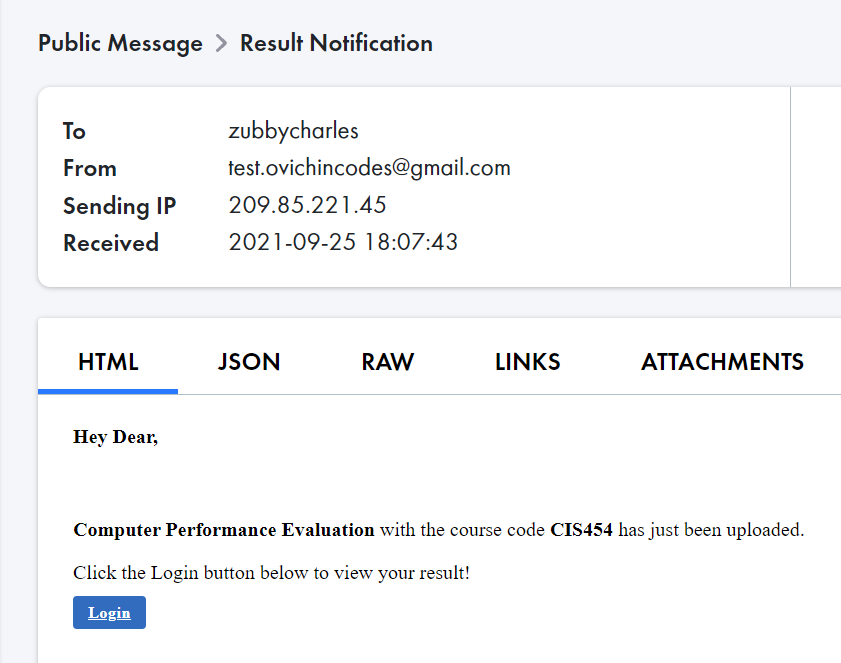 Public Message > Result Notification
To zubbycharles
From test.ovichincodes@gmail.com
Sending IP 209.85.221.45
Received 2021-09-25 18:07:43
HTML JSON RAW LINKS ATTACHMENTS
Hey Dear,
Computer Performance Evaluation with the course code CIS454 has just been uploaded.
Click the Login button below to view your result!
Login